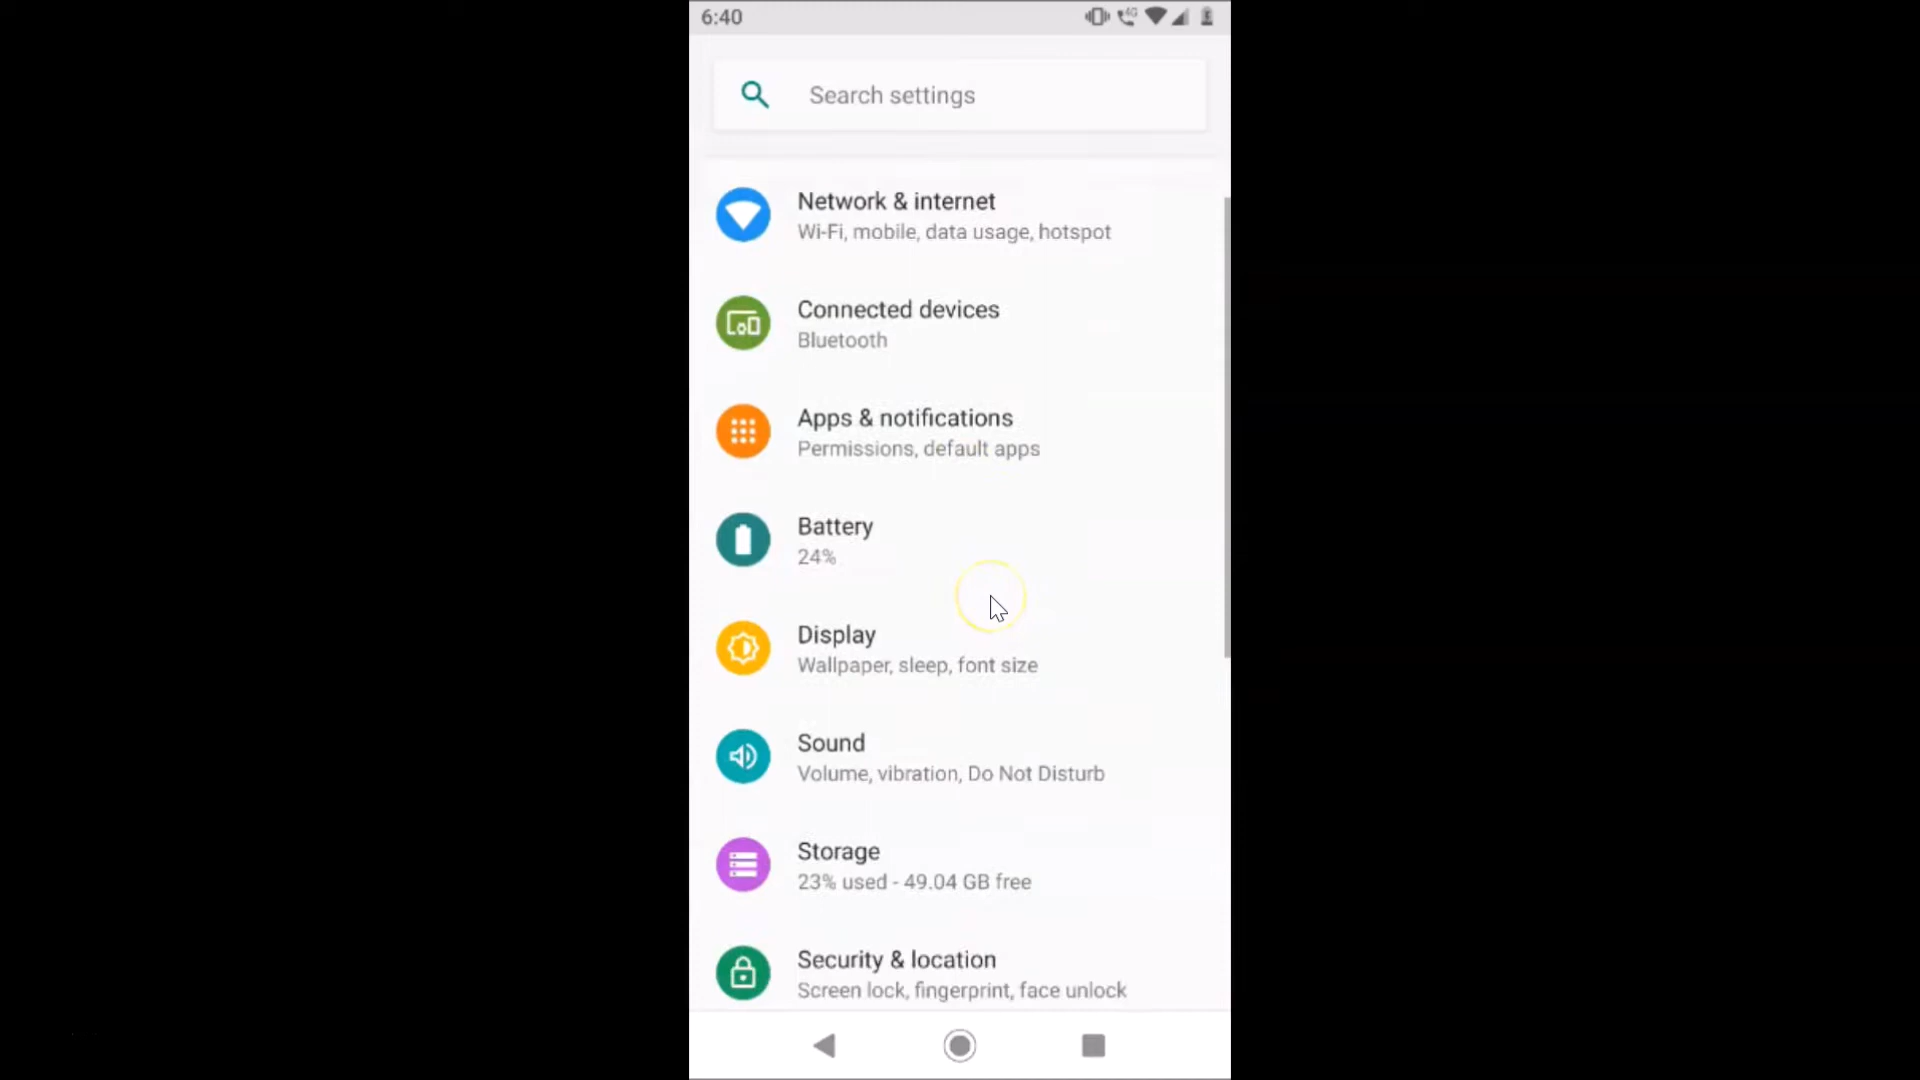 6:40
4G
Search settings
Network & internet
Wi-Fi, mobile, data usage, hotspot
Connected devices
Bluetooth
Apps & notifications
Permissions, default apps
Battery
24%
Display
Wallpaper, sleep, font size
Sound
Volume, vibration, Do Not Disturb
Storage
23% used - 49.04 GB free
Security & location
Screen lock, fingerprint, face unlock